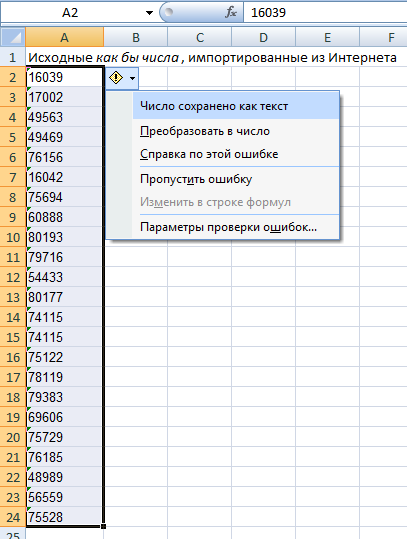 A2 fx 16039
A B C D E F
1 Исходные как бы числа , импортированные из Интернета
2 16039
3 17002
4 49563
5 49469
6 76156
7 16042
8 75694
9 60888
10 80193
11 79716
12 54433
13 80177
14 74115
15 74115
16 75122
17 78119
18 79383
19 69606
20 75729
21 76185
22 48989
23 56559
24 75528
25
Число сохранено как текст
Преобразовать в число
Справка по этой ошибке
Пропустить ошибку
Изменить в строке формул
Параметры проверки ошибок...